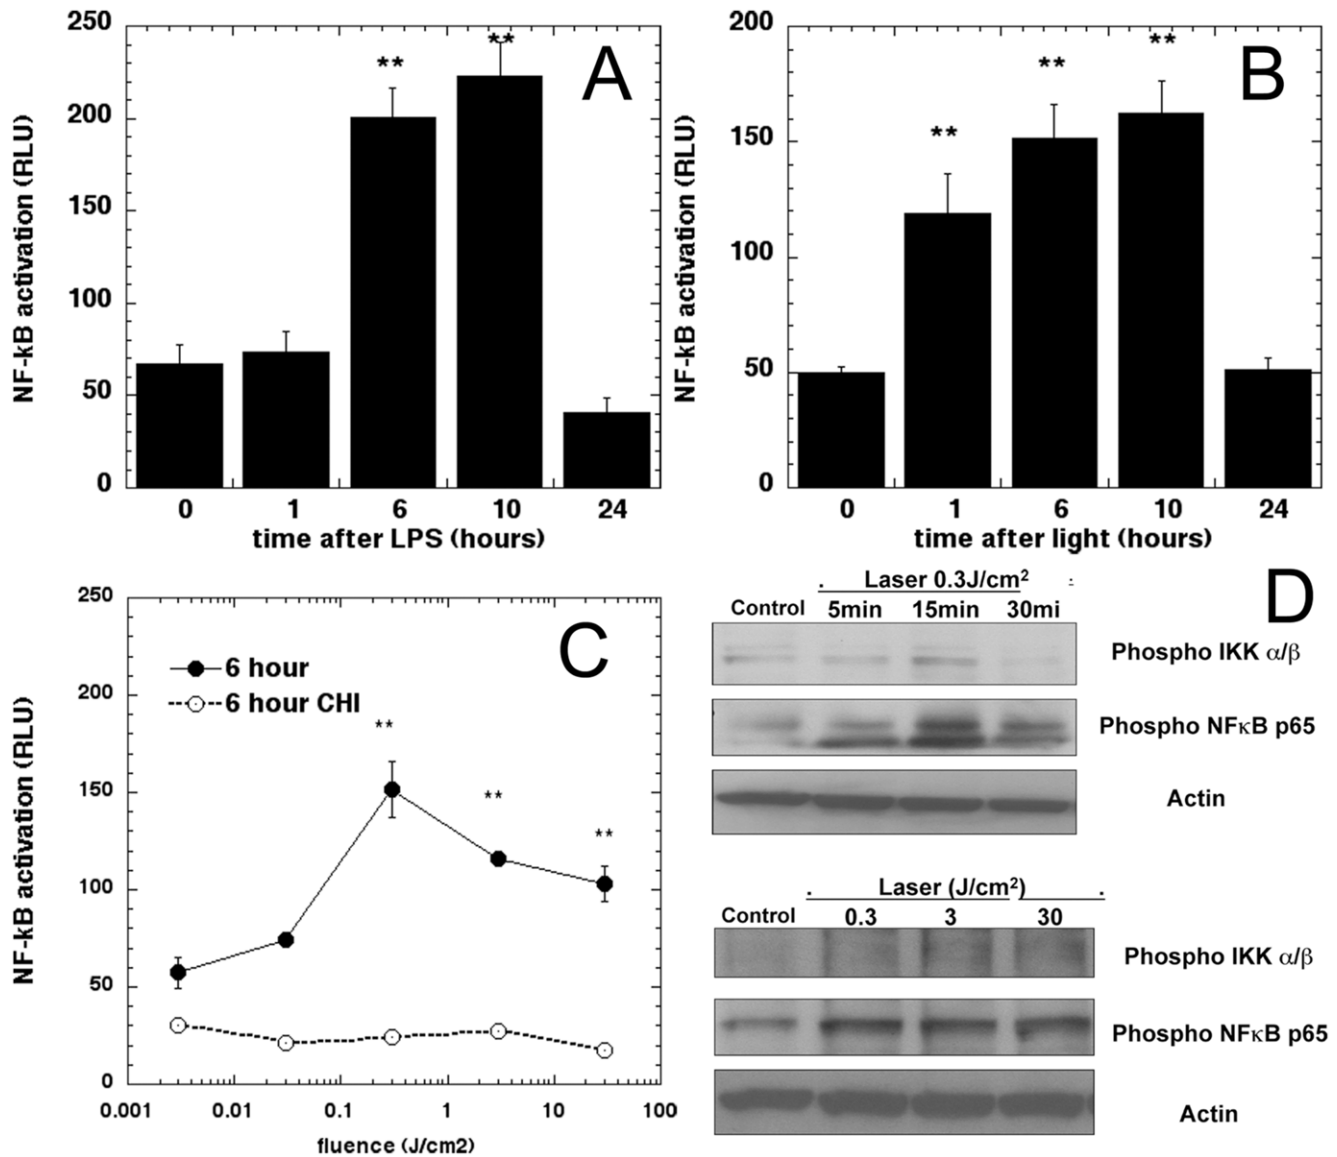 A
NF-kB activation (RLU)
250
200
150
100
50
0
**
**
0 1 6 10 24
time after LPS (hours)
B
NF-kB activation (RLU)
200
150
100
50
0
**
**
**
0 1 6 10 24
time after light (hours)
C
NF-kB activation (RLU)
250
200
150
100
50
0
6 hour
6 hour CHI
**
**
**
0.001 0.01 0.1 1 10 100
fluence (J/cm2)
D
Laser 0.3J/cm²
Control 5min 15min 30mi
Phospho IKK α/β
Phospho NFκB p65
Actin
Laser (J/cm²)
Control 0.3 3 30
Phospho IKK α/β
Phospho NFκB p65
Actin